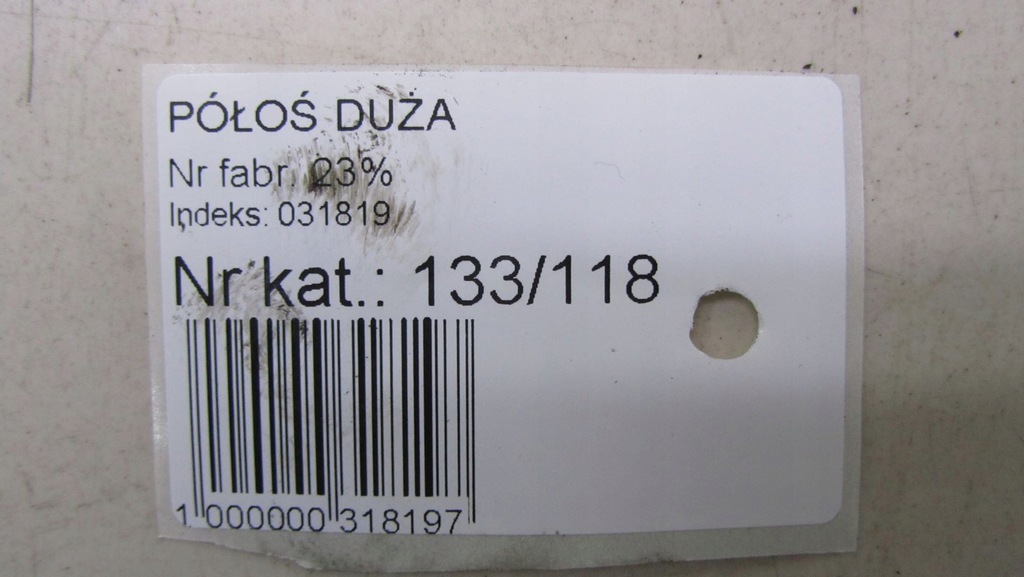 PÓŁOŚ DUŻA
Nr fabr. 23%
Indeks: 031819
Nr kat.: 133/118
1 000000 318197